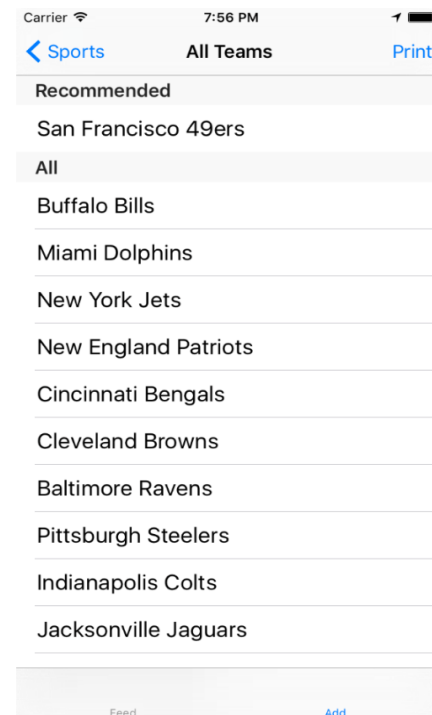 Carrier 7:56 PM
Sports All Teams Print
Recommended
San Francisco 49ers
All
Buffalo Bills
Miami Dolphins
New York Jets
New England Patriots
Cincinnati Bengals
Cleveland Browns
Baltimore Ravens
Pittsburgh Steelers
Indianapolis Colts
Jacksonville Jaguars
Feed Add